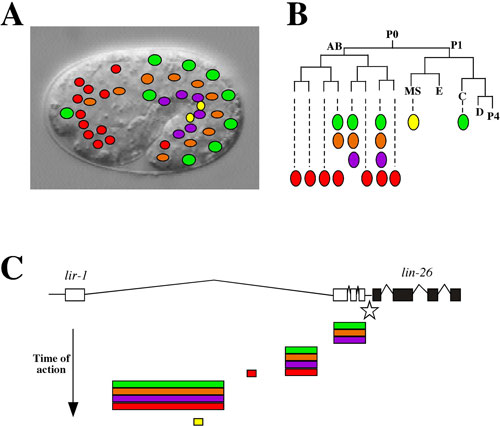 A
B
P0
AB
P1
MS
E
C
D
P4
C
lir-1
lin-26
Time of
action